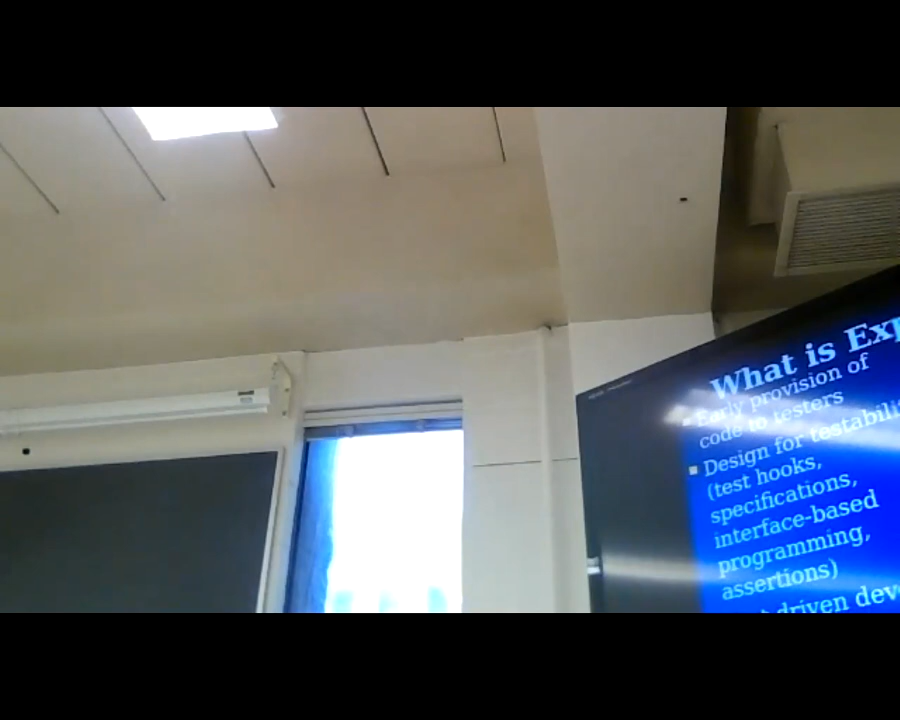 What is Exp
Early provision of
code to testers
Design for testabili
(test hooks,
specifications,
interface-based
programming,
assertions)
driven dev